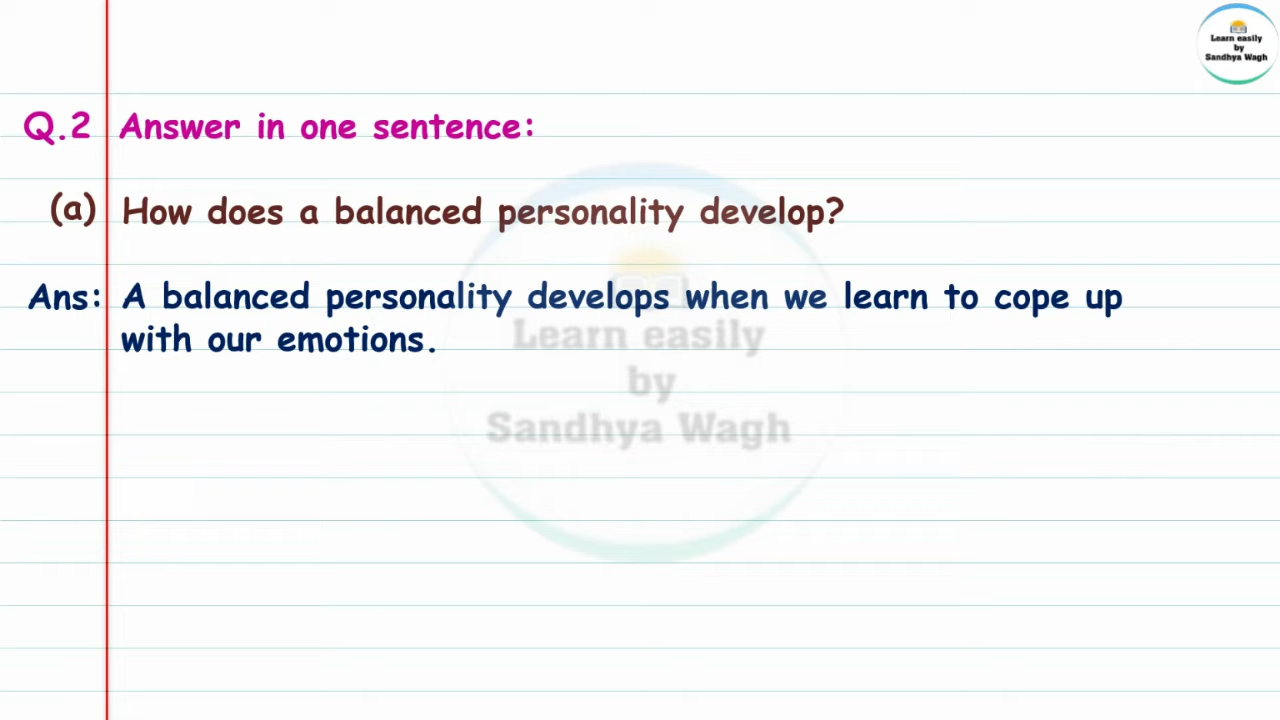 Learn easily
by
Sandhya Wagh
Q.2 Answer in one sentence:
(a) How does a balanced personality develop?
Ans: A balanced personality develops when we learn to cope up
with our emotions.
Learn easily
by
Sandhya Wagh